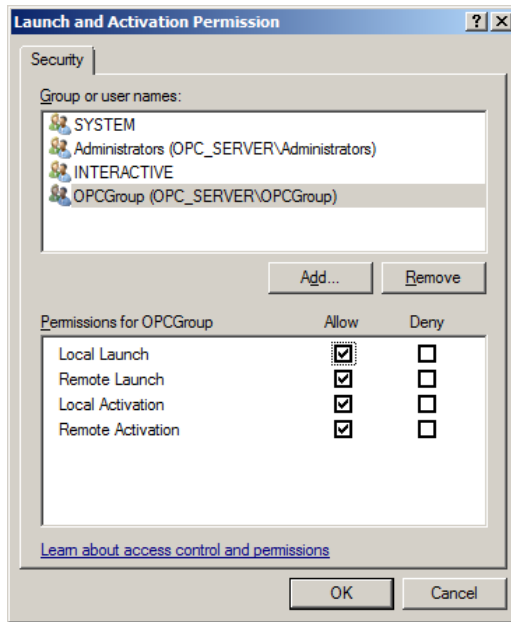 Launch and Activation Permission
Security
Group or user names:
SYSTEM
Administrators (OPC_SERVER\Administrators)
INTERACTIVE
OPCGroup (OPC_SERVER\OPCGroup)
Add... Remove
Permissions for OPCGroup Allow Deny
Local Launch
Remote Launch
Local Activation
Remote Activation
Learn about access control and permissions
OK Cancel